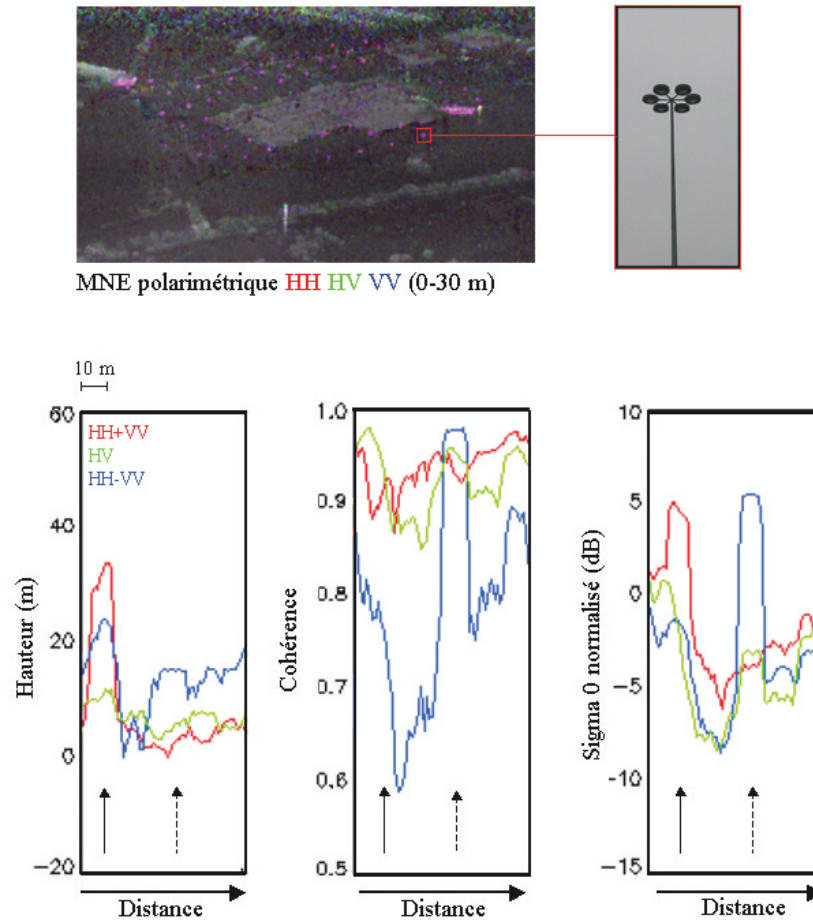 MNE polarimétrique HH HV VV (0-30 m)
10 m
60
40
20
0
−20
Hauteur (m)
HH+VV
HV
HH-VV
Distance
1.0
0.9
0.8
0.7
0.6
0.5
Cohérence
Distance
10
5
0
−5
−10
−15
Sigma 0 normalisé (dB)
Distance